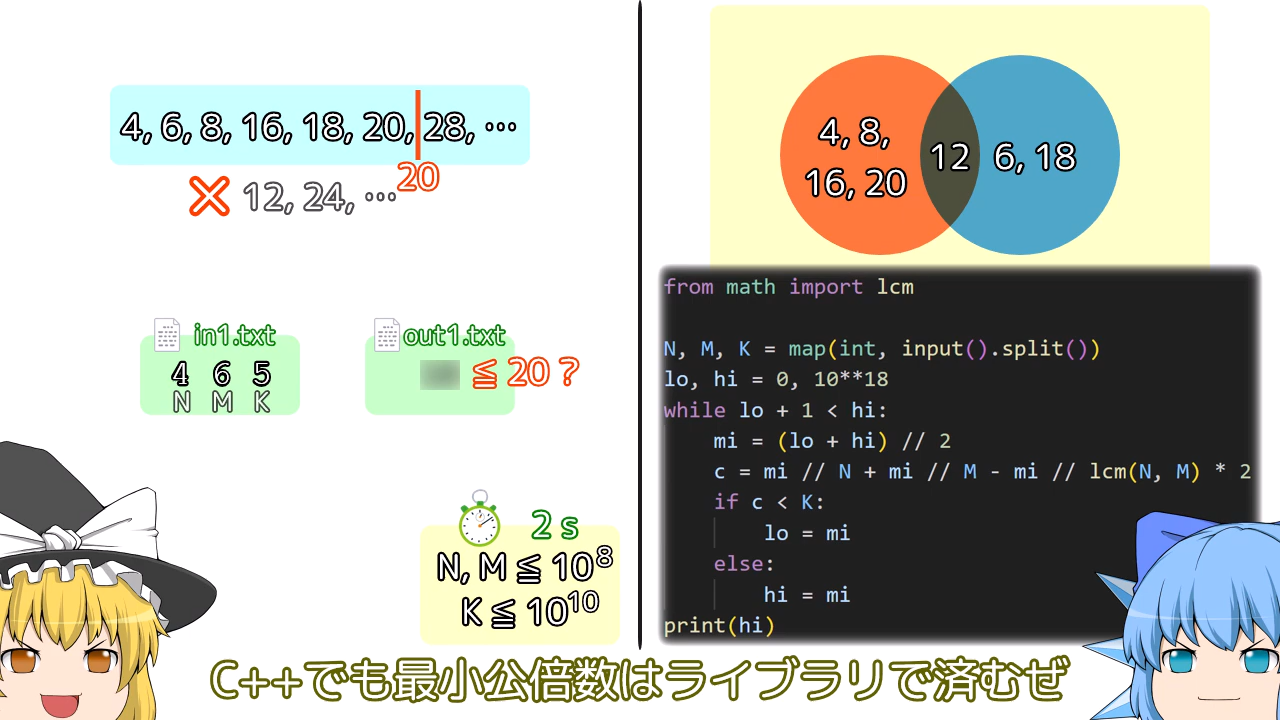 4, 6, 8, 16, 18, 20, 28, …
20
12, 24, …
in1.txt
4 6 5
N M K
out1.txt
≦ 20 ?
2 s
N, M ≦ 10⁸
K ≦ 10¹⁰
4, 8,
16, 20
12
6, 18
from math import lcm
N, M, K = map(int, input().split())
lo, hi = 0, 10**18
while lo + 1 < hi:
    mi = (lo + hi) // 2
    c = mi // N + mi // M - mi // lcm(N, M) * 2
    if c < K:
        lo = mi
    else:
        hi = mi
print(hi)
C++でも最小公倍数はライブラリで済むぜ